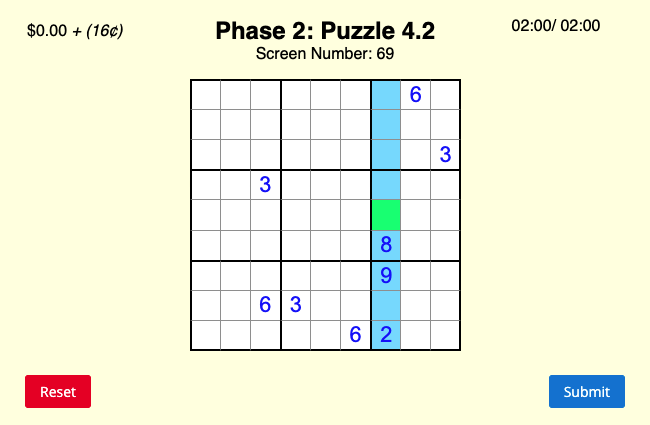 $0.00 + (16¢)
Phase 2: Puzzle 4.2
02:00/ 02:00
Screen Number: 69
6
3
3
8
9
6 3
6 2
Reset
Submit